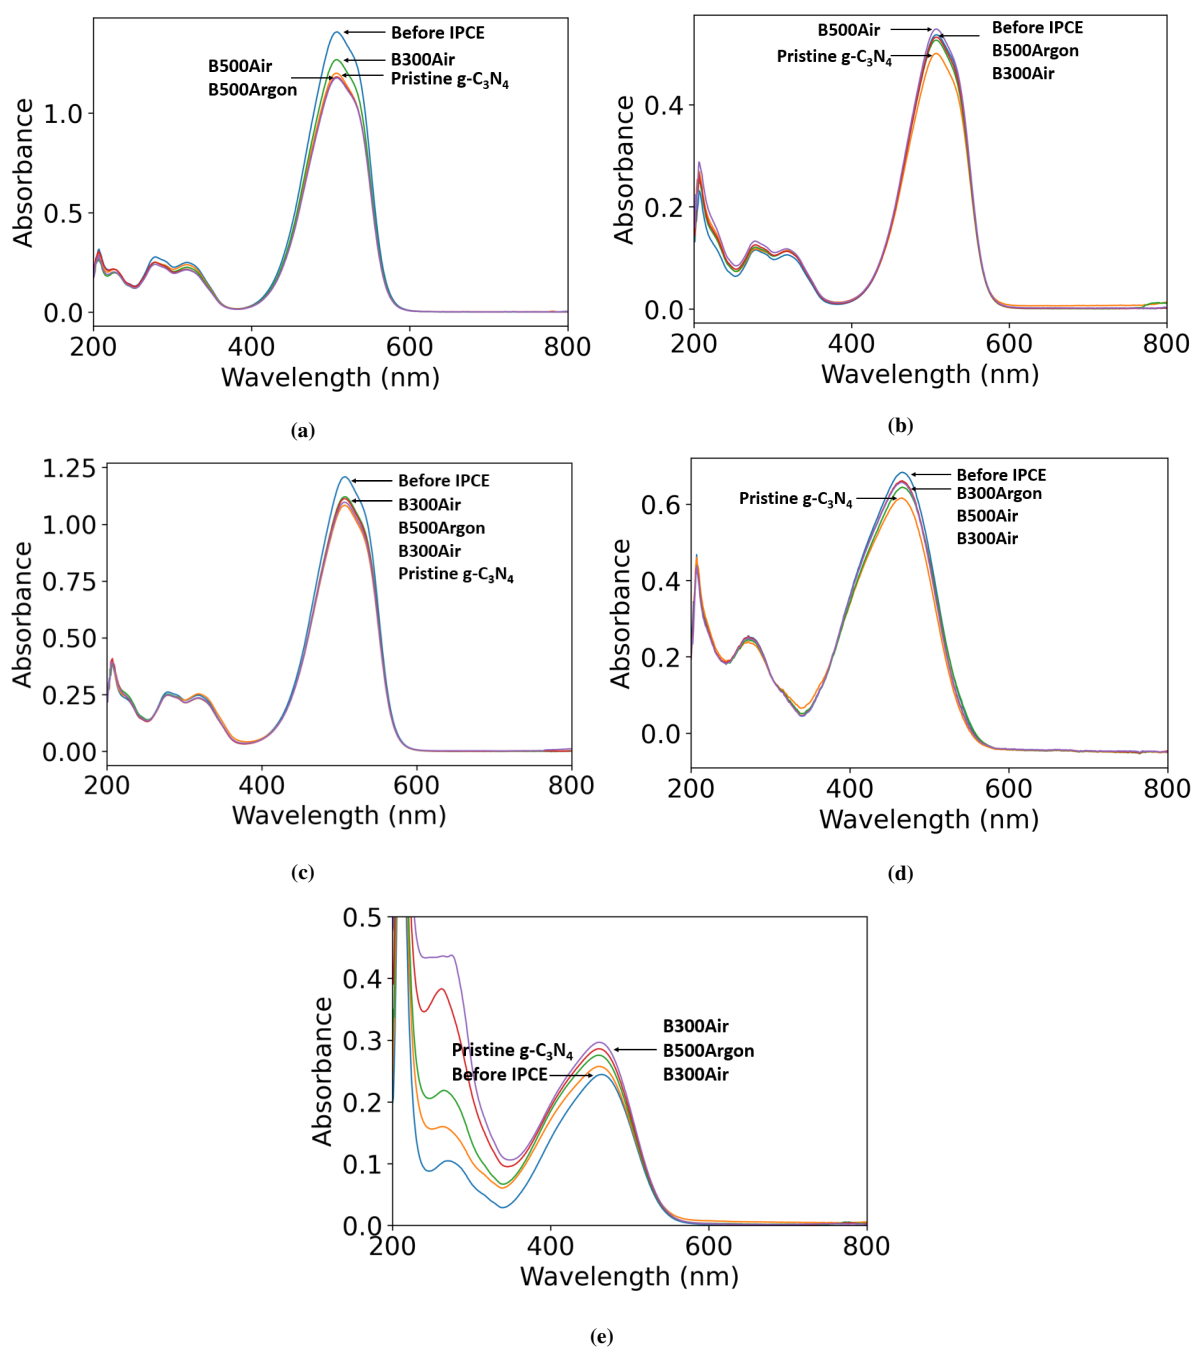 Before IPCE
B300Air
Pristine g-C₃N₄
B500Air
B500Argon
1.0
0.5
0.0
Absorbance
200
400
600
800
Wavelength (nm)
(a)
B500Air
Pristine g-C₃N₄
Before IPCE
B500Argon
B300Air
0.4
0.2
0.0
Absorbance
200
400
600
800
Wavelength (nm)
(b)
1.25
1.00
0.75
0.50
0.25
0.00
Absorbance
Before IPCE
B300Air
B500Argon
B300Air
Pristine g-C₃N₄
200
400
600
800
Wavelength (nm)
(c)
0.6
0.4
0.2
0.0
Absorbance
Pristine g-C₃N₄
Before IPCE
B300Argon
B500Air
B300Air
200
400
600
800
Wavelength (nm)
(d)
0.5
0.4
0.3
0.2
0.1
0.0
Absorbance
Pristine g-C₃N₄
Before IPCE
B300Air
B500Argon
B300Air
200
400
600
800
Wavelength (nm)
(e)